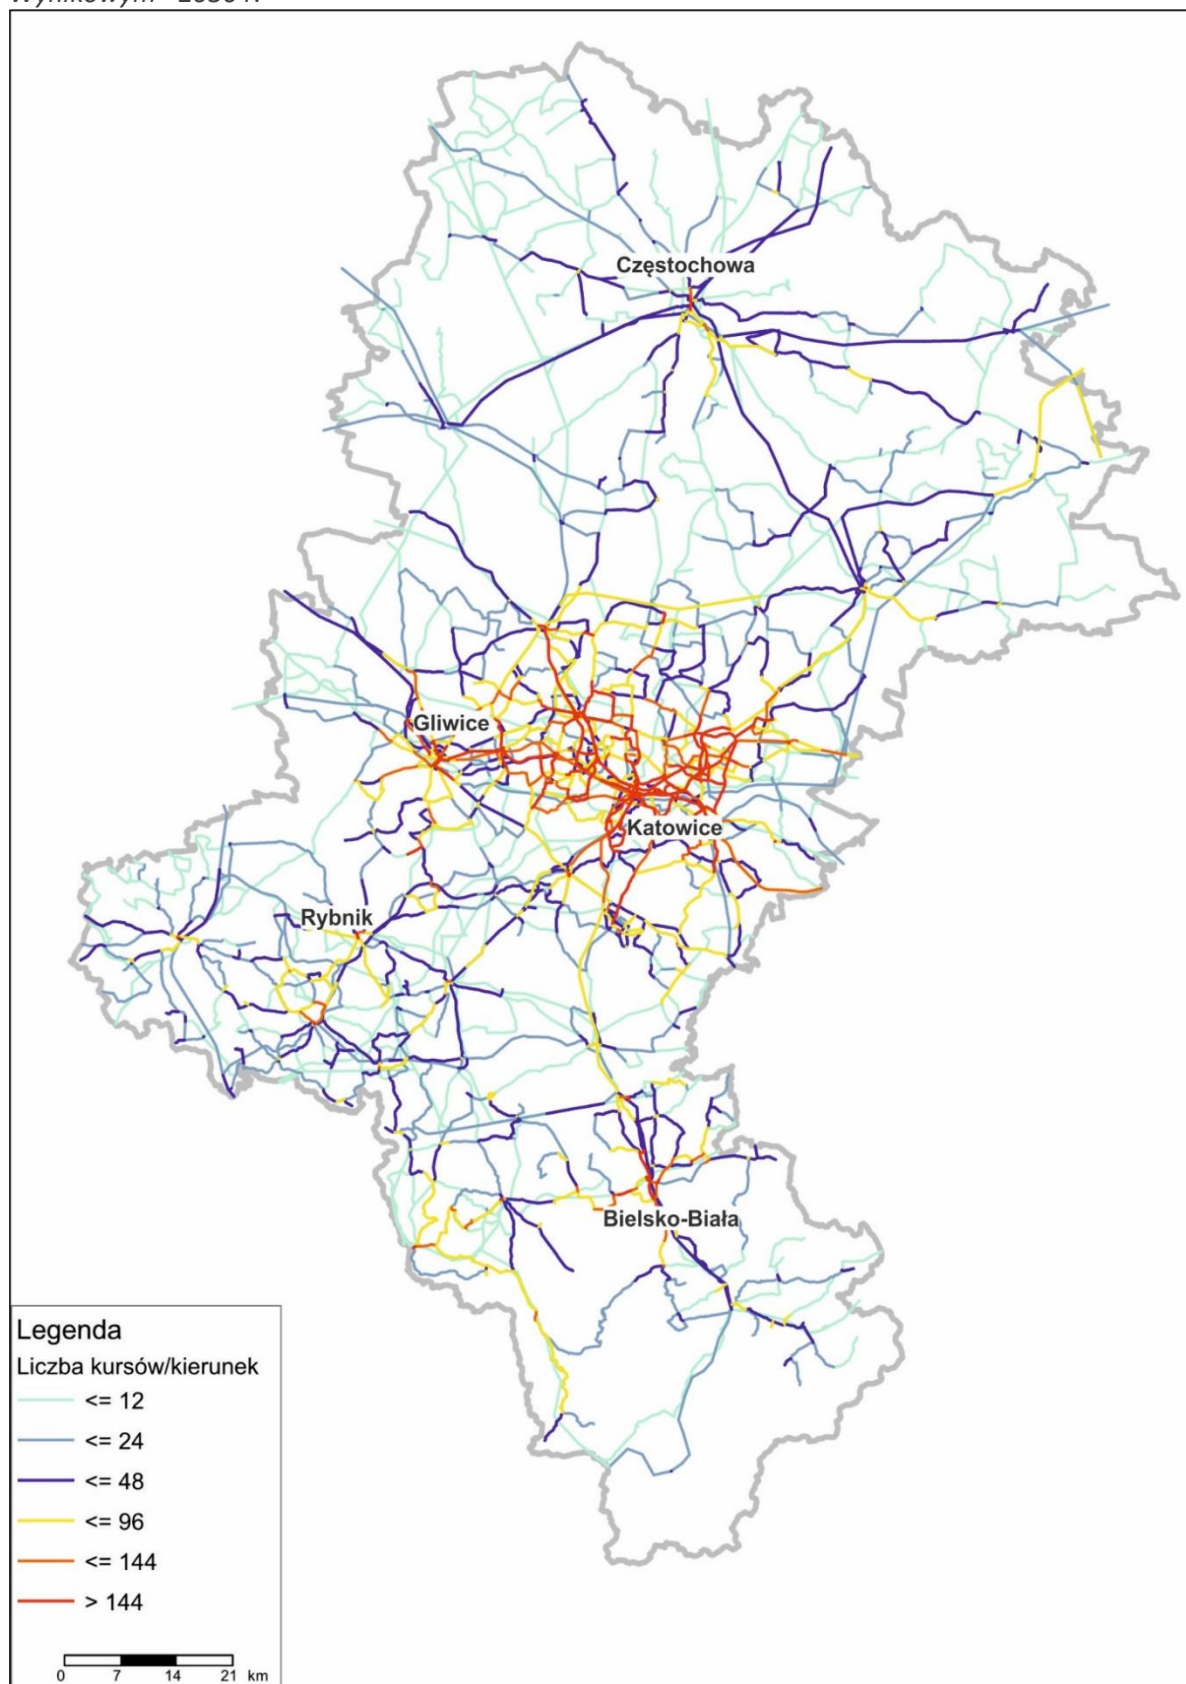 Częstochowa
Gliwice
Katowice
Rybnik
Bielsko-Biała
Legenda
Liczba kursów/kierunek
<= 12
<= 24
<= 48
<= 96
<= 144
> 144
0 7 14 21 km